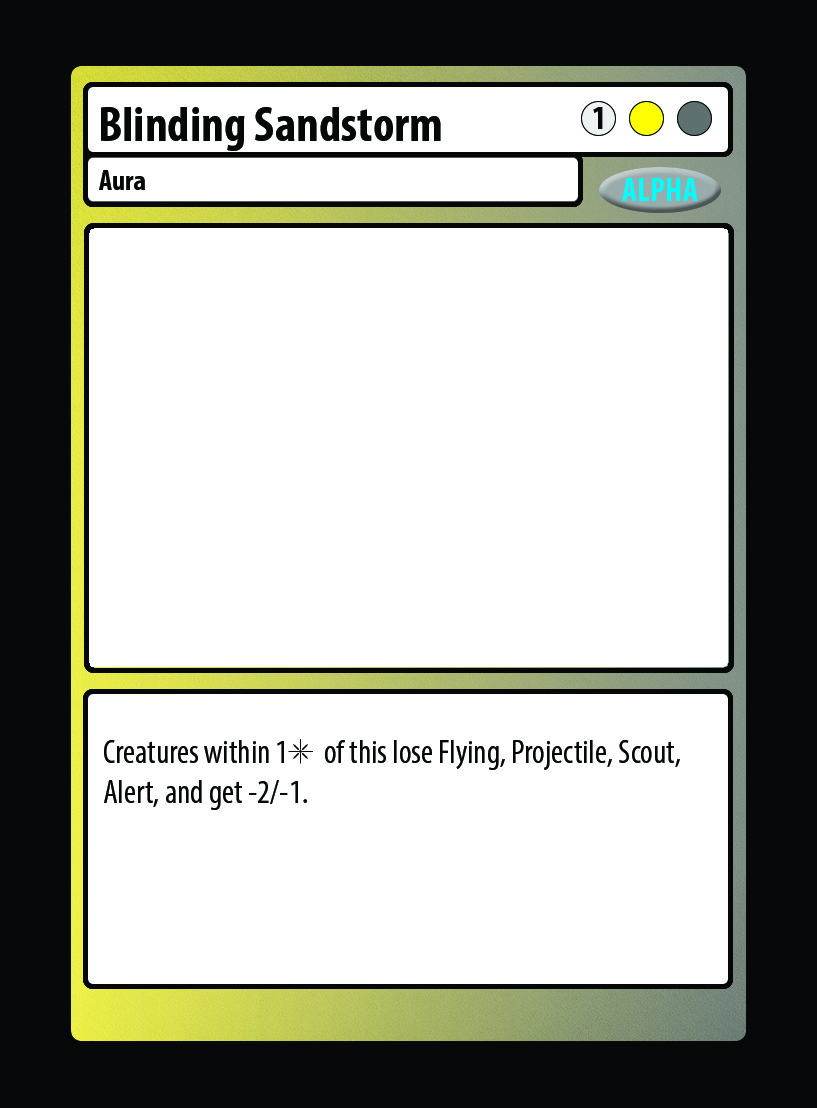 Blinding Sandstorm 1
Aura
ALPHA
Creatures within 1✳ of this lose Flying, Projectile, Scout,
Alert, and get -2/-1.